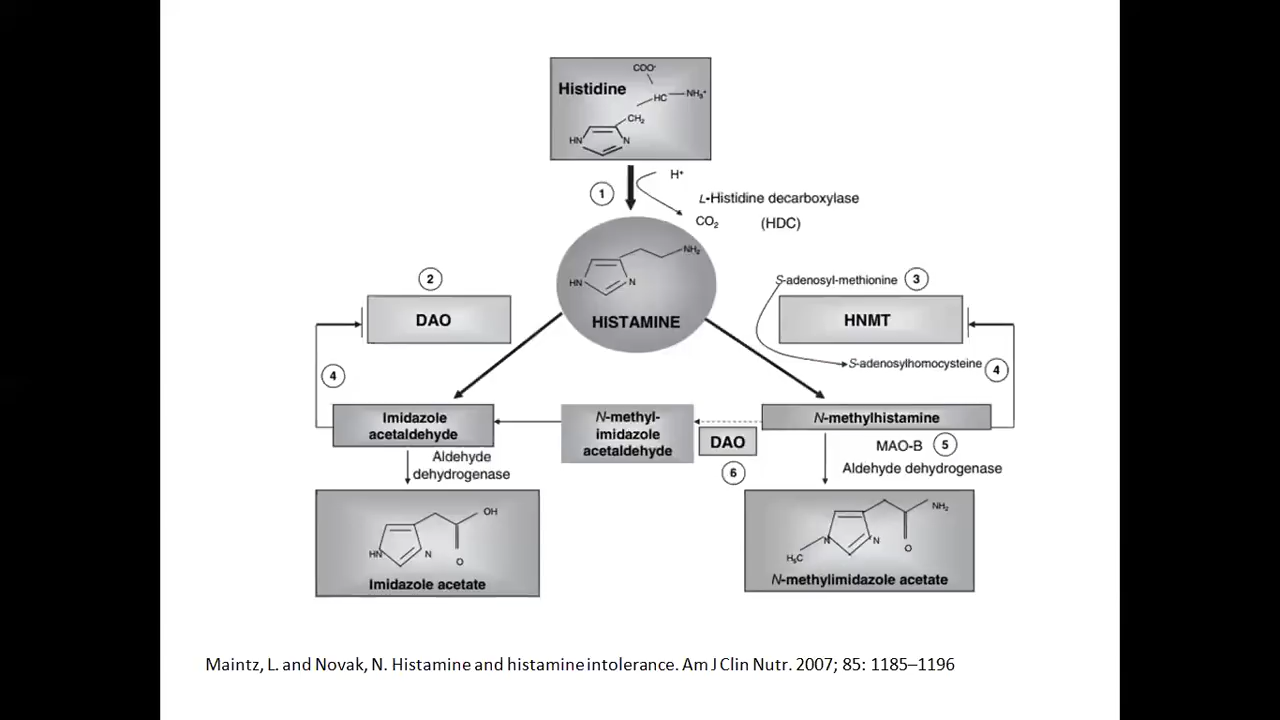 COO-
Histidine
HC
NH₃⁺
CH₂
HN
N
1
H⁺
L-Histidine decarboxylase
CO₂
(HDC)
NH₂
HN
N
HISTAMINE
2
DAO
S-adenosyl-methionine
3
HNMT
S-adenosylhomocysteine
4
4
Imidazole
acetaldehyde
N-methyl-
imidazole
acetaldehyde
DAO
6
N-methylhistamine
MAO-B
5
Aldehyde dehydrogenase
Aldehyde
dehydrogenase
OH
HN
N
O
Imidazole acetate
NH₂
N
N
H₃C
O
N-methylimidazole acetate
Maintz, L. and Novak, N. Histamine and histamine intolerance. Am J Clin Nutr. 2007; 85: 1185–1196